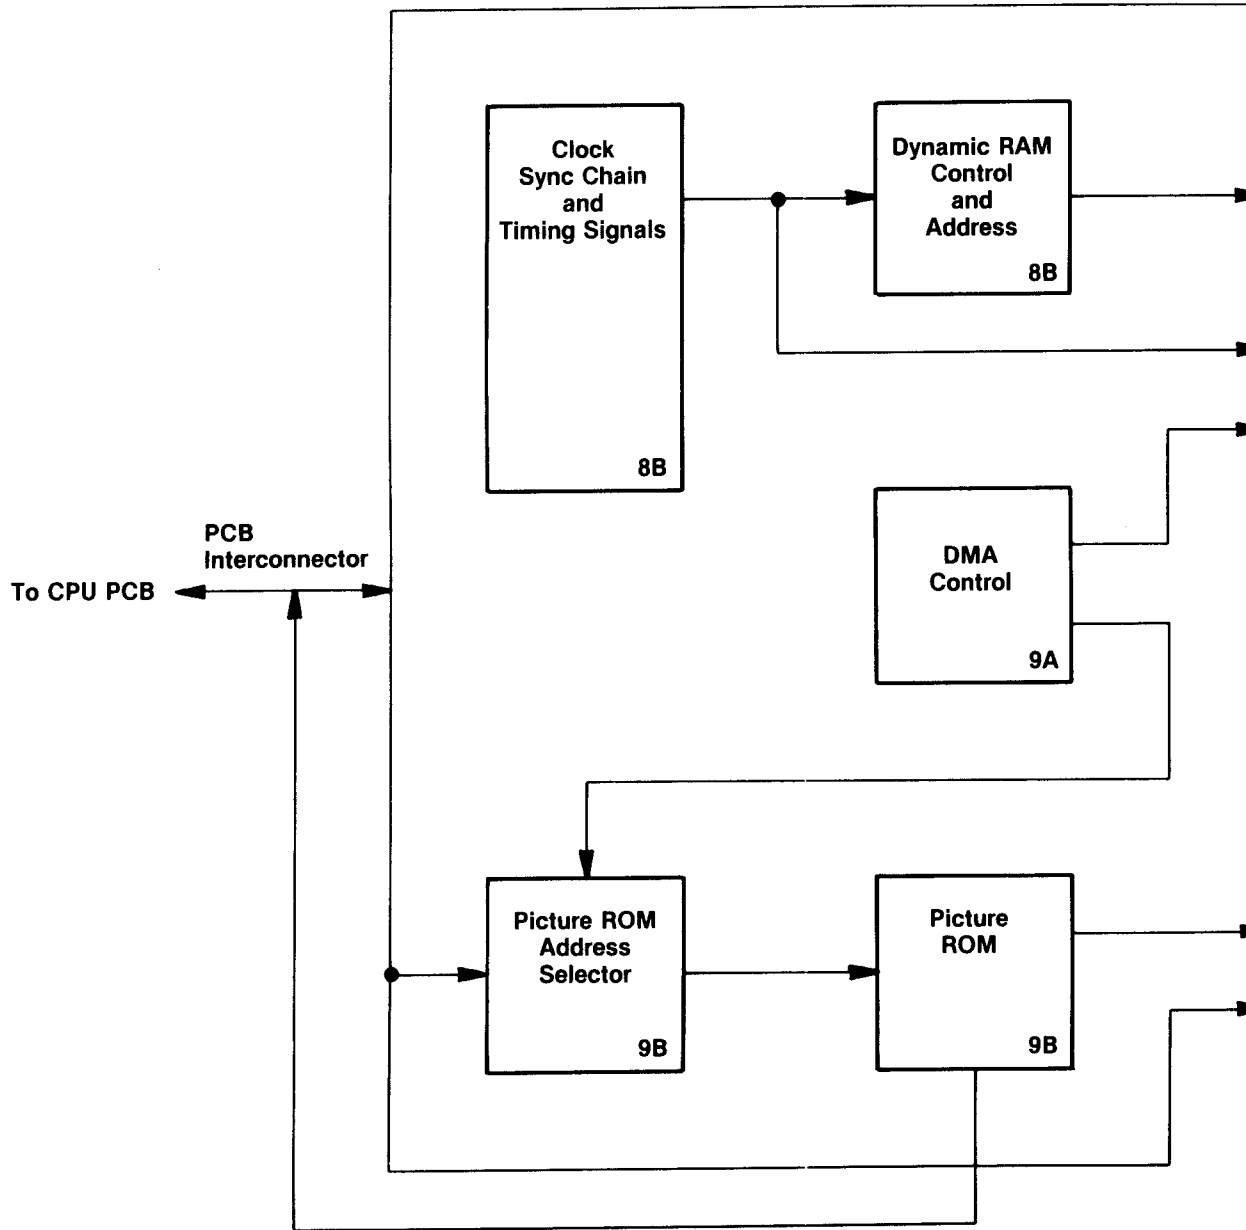 Clock
Sync Chain
and
Timing Signals
8B
Dynamic RAM
Control
and
Address
8B
PCB
Interconnector
To CPU PCB
DMA
Control
9A
Picture ROM
Address
Selector
9B
Picture
ROM
9B